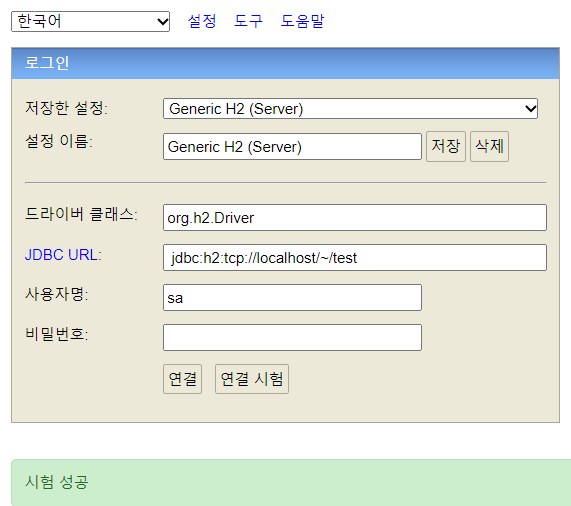 한국어 설정 도구 도움말
로그인
저장한 설정: Generic H2 (Server)
설정 이름: Generic H2 (Server) 저장 삭제
드라이버 클래스: org.h2.Driver
JDBC URL: jdbc:h2:tcp://localhost/~/test
사용자명: sa
비밀번호:
연결 연결 시험
시험 성공